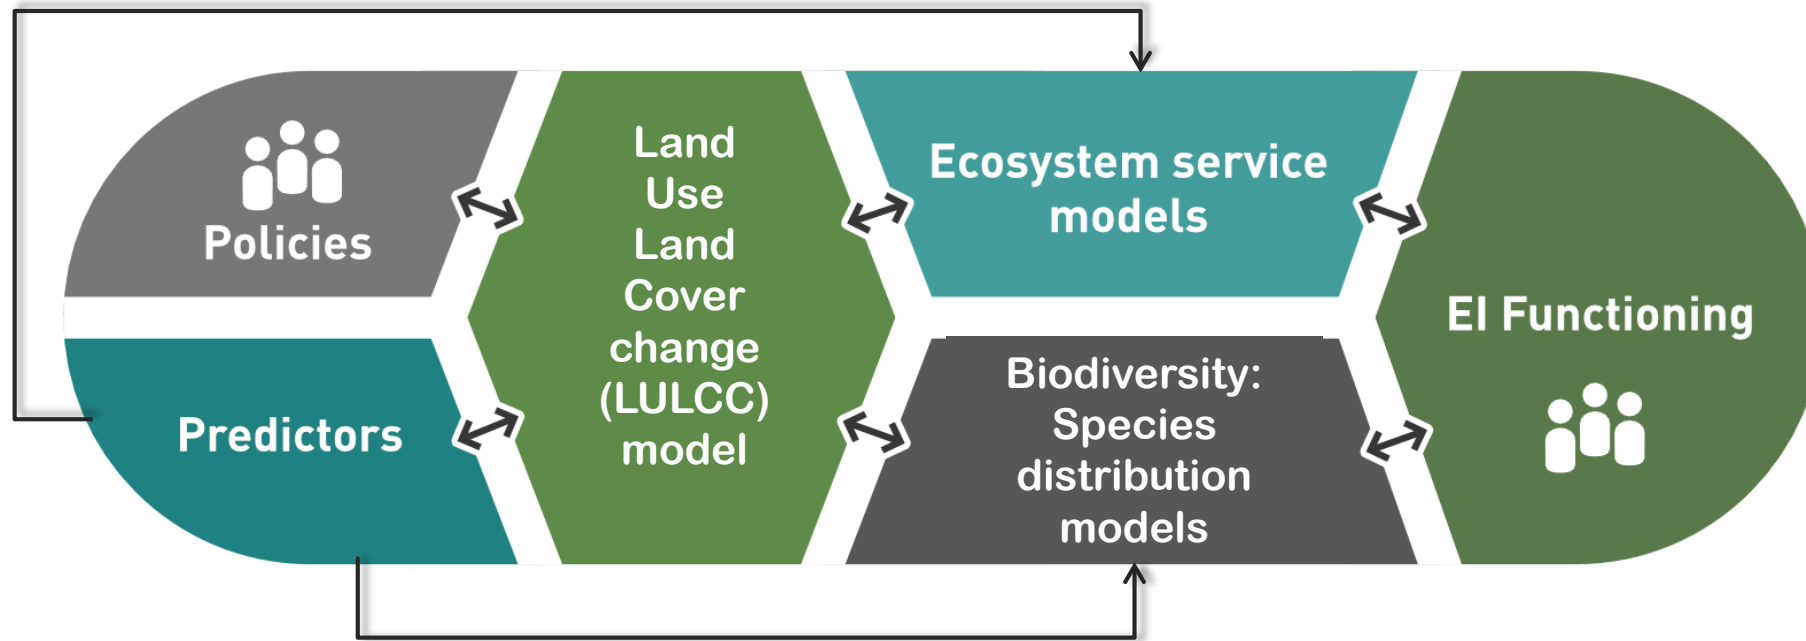 Policies
Predictors
Land
Use
Land
Cover
change
(LULCC)
model
Ecosystem service
models
Biodiversity:
Species
distribution
models
EI Functioning